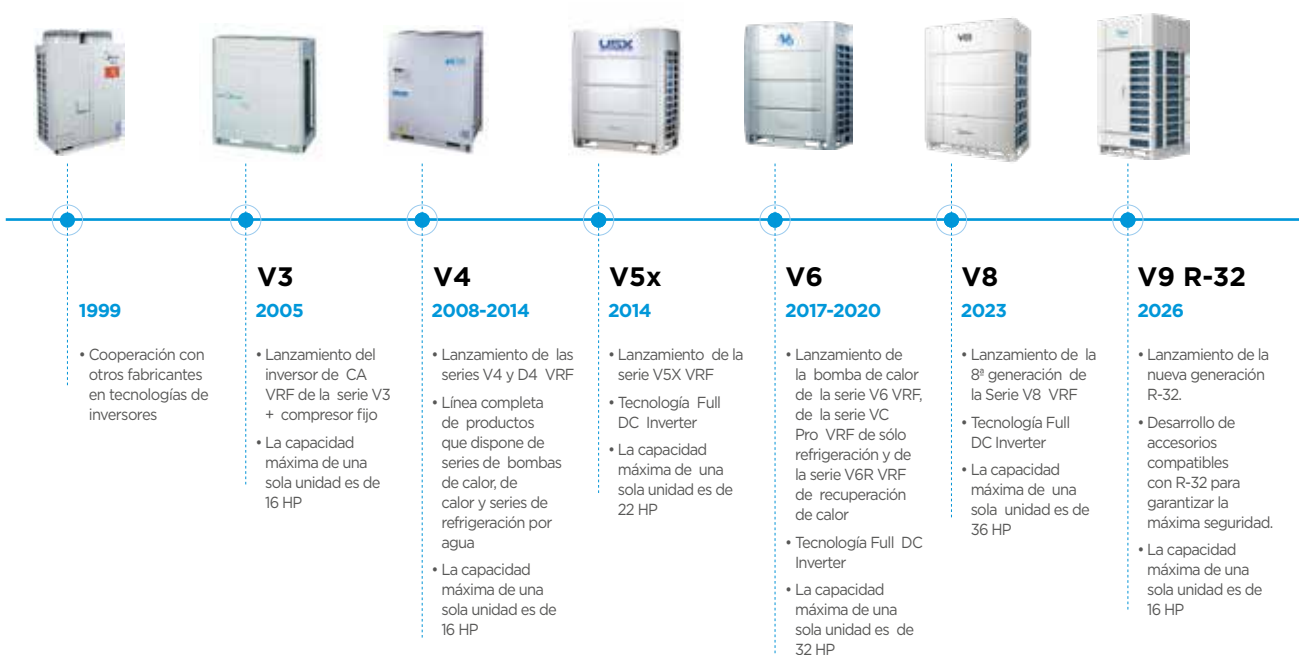 V5X
V6
V8
1999
• Cooperación con
otros fabricantes
en tecnologías de
inversores
V3
2005
• Lanzamiento del
inversor de CA
VRF de la serie V3
+ compresor fijo
• La capacidad
máxima de una
sola unidad es de
16 HP
V4
2008-2014
• Lanzamiento de las
series V4 y D4 VRF
• Línea completa
de productos
que dispone de
series de bombas
de calor, de
calor y series de
refrigeración por
agua
• La capacidad
máxima de una
sola unidad es de
16 HP
V5x
2014
• Lanzamiento de la
serie V5X VRF
• Tecnología Full
DC Inverter
• La capacidad
máxima de una
sola unidad es de
22 HP
V6
2017-2020
• Lanzamiento de
la bomba de calor
de la serie V6 VRF,
de la serie VC
Pro VRF de sólo
refrigeración y de
la serie V6R VRF
de recuperación
de calor
• Tecnología Full DC
Inverter
• La capacidad
máxima de una
sola unidad es de
32 HP
V8
2023
• Lanzamiento de la
8ª generación de
la Serie V8 VRF
• Tecnología Full
DC Inverter
• La capacidad
máxima de una
sola unidad es de
36 HP
V9 R-32
2026
• Lanzamiento de la
nueva generación
R-32.
• Desarrollo de
accesorios
compatibles
con R-32 para
garantizar la
máxima seguridad.
• La capacidad
máxima de una
sola unidad es de
16 HP